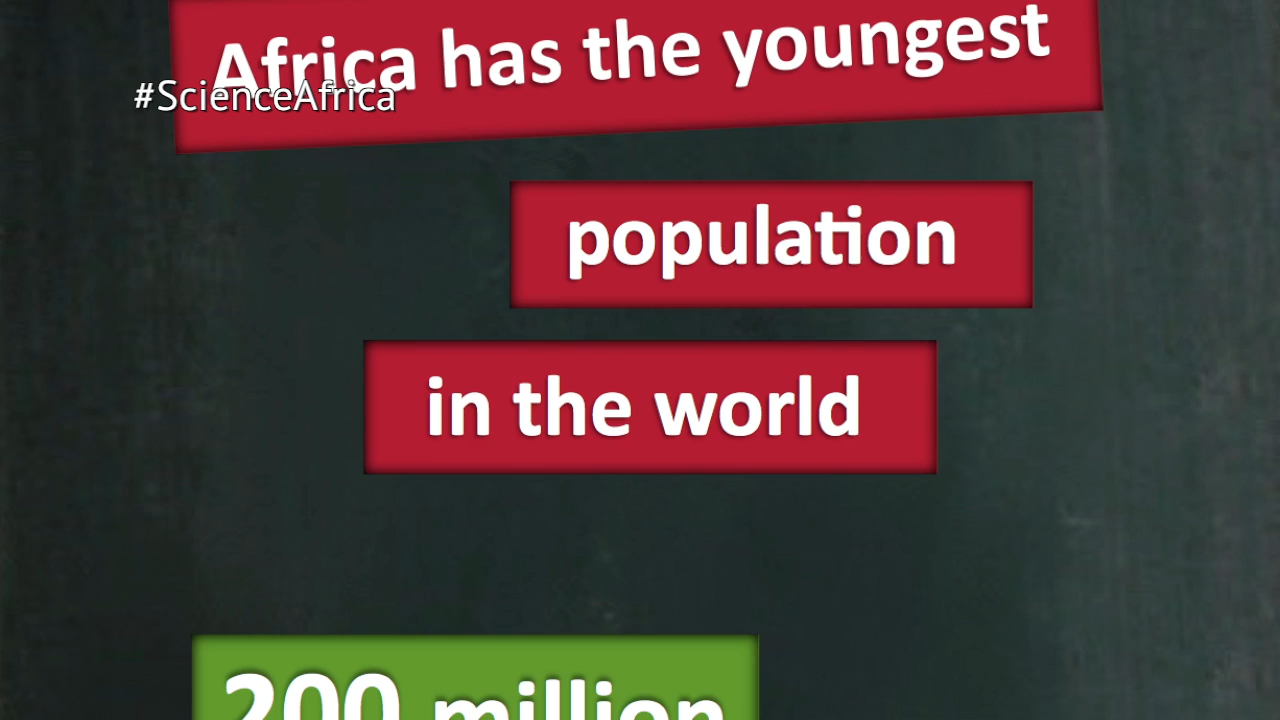 Africa has the youngest
#ScienceAfrica
population
in the world
200 million